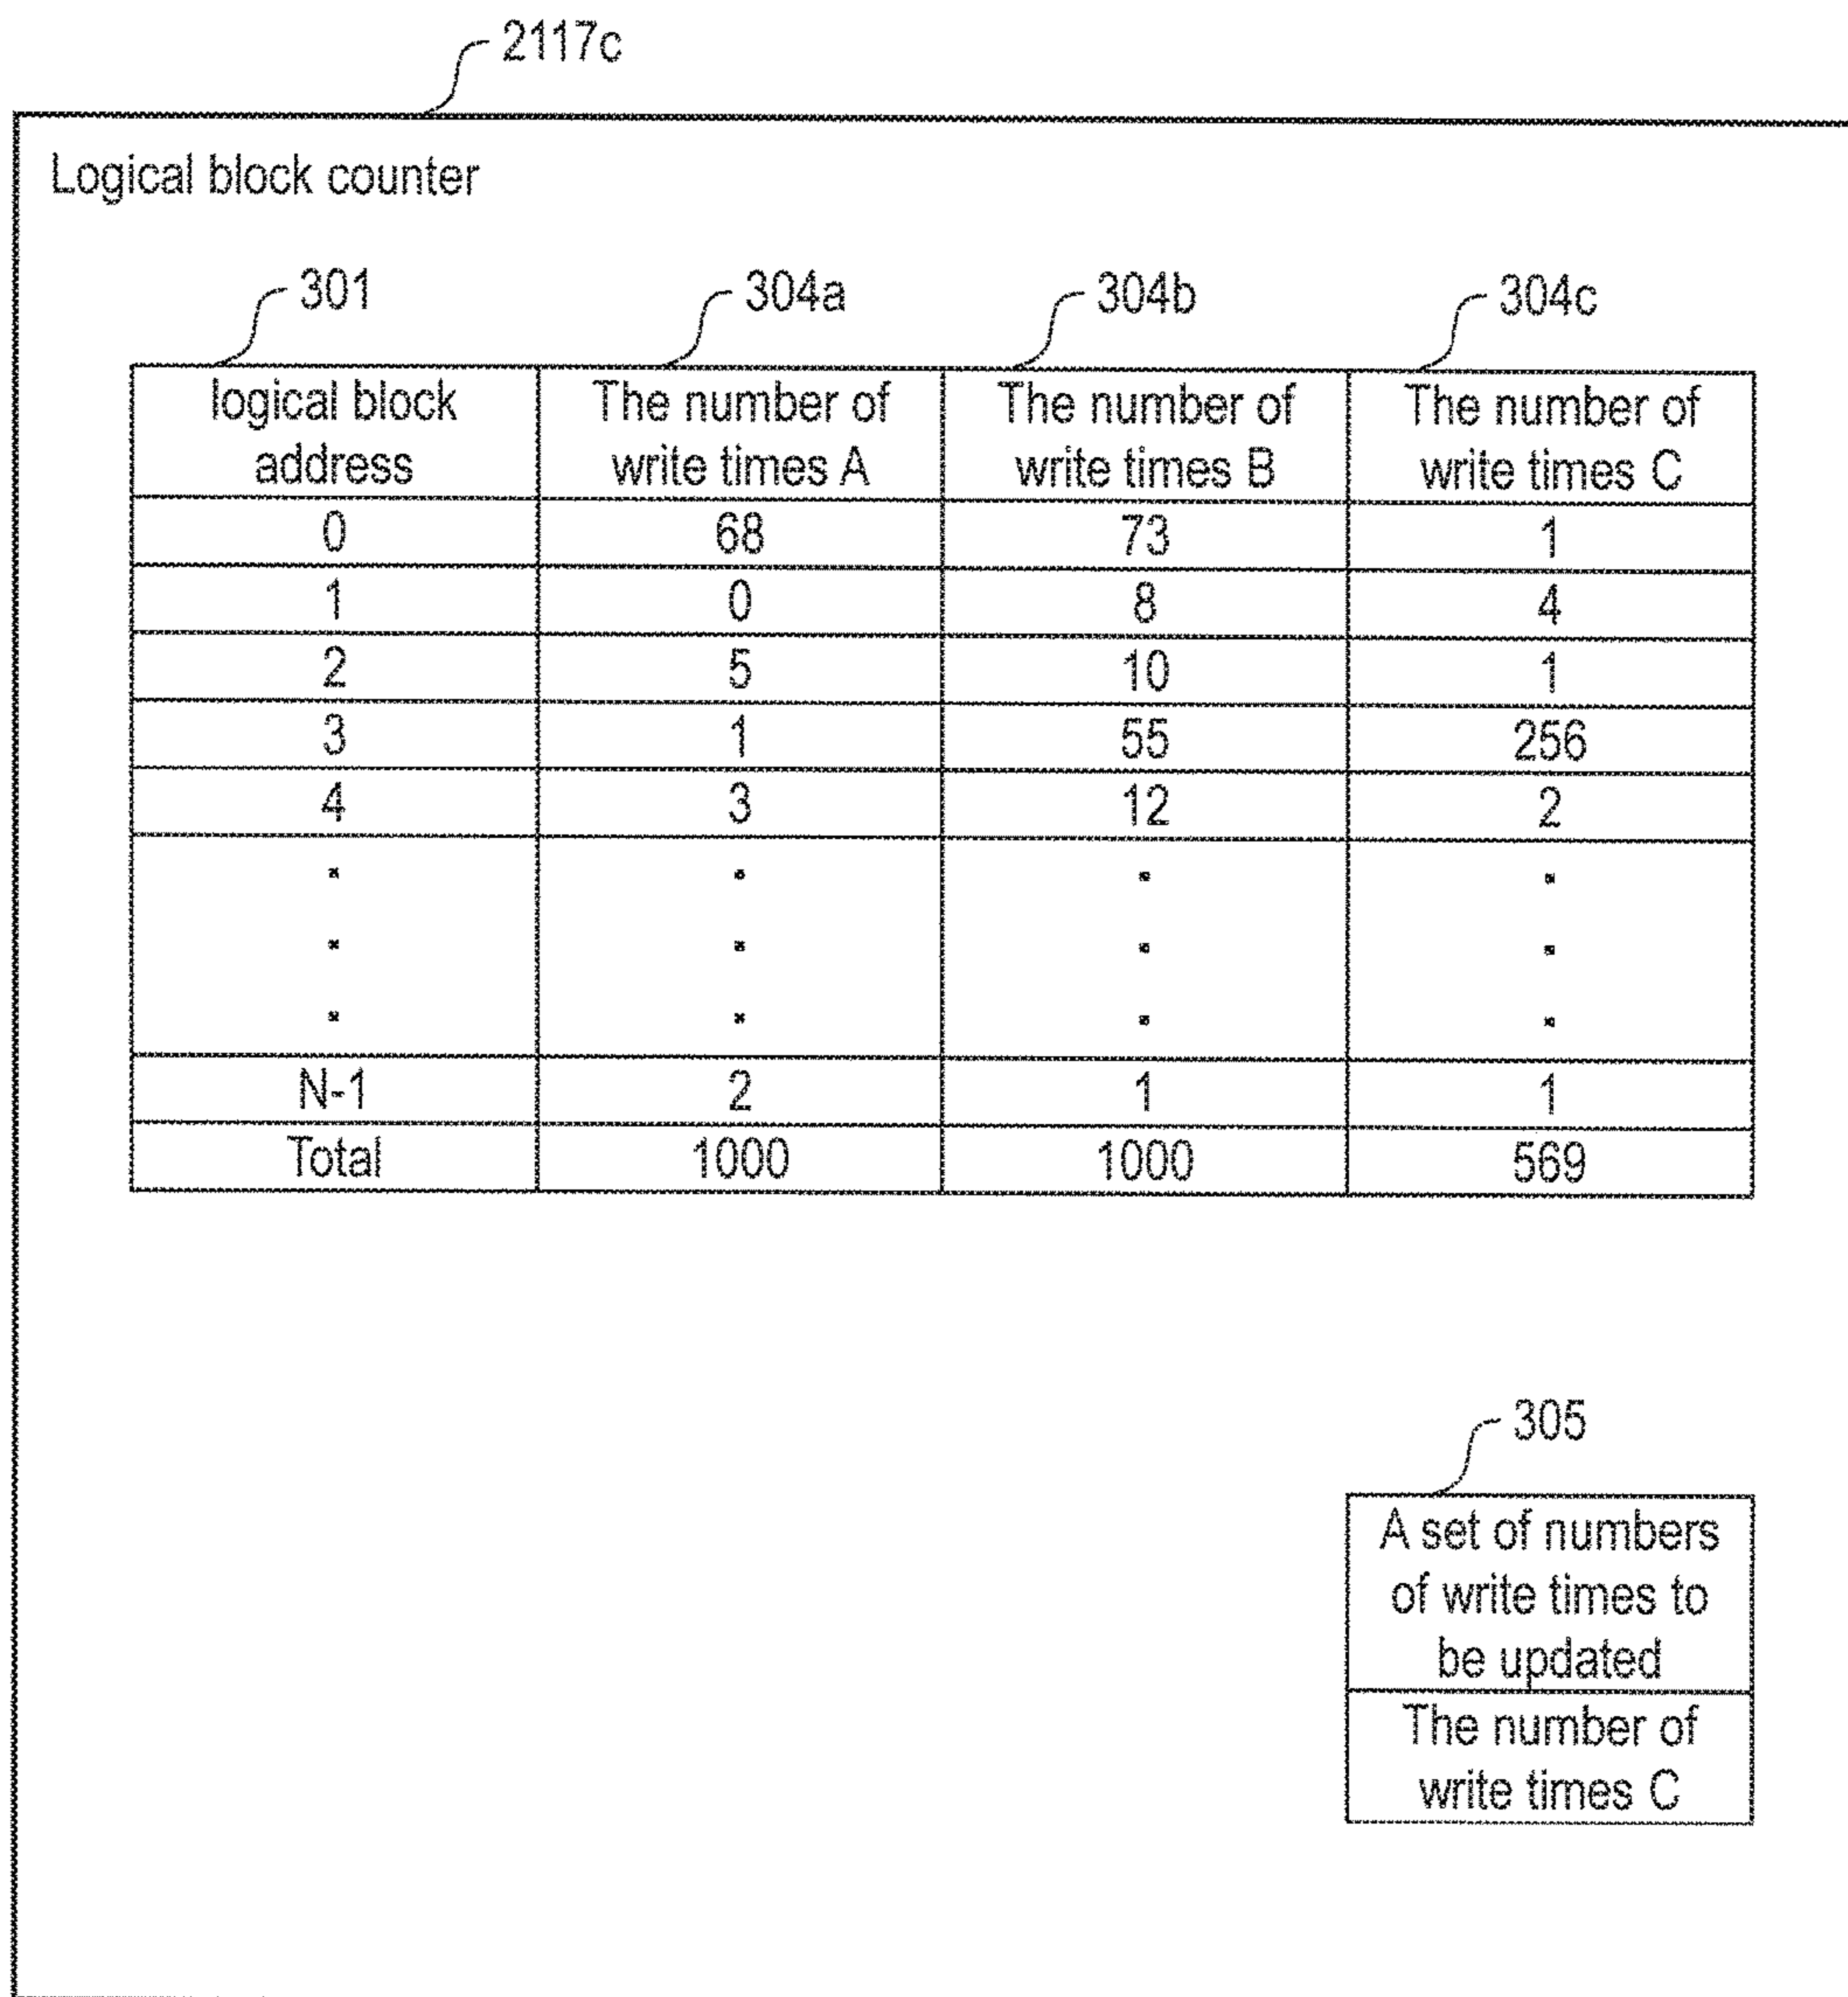 2117c
Logical block counter
301 304a 304b 304c
logical block The number of The number of The number of
address write times A write times B write times C
0 68 73 1
1 0 8 4
2 5 10 1
3 1 55 256
4 3 12 2
N-1 2 1 1
Total 1000 1000 569
305
A set of numbers
of write times to
be updated
The number of
write times C